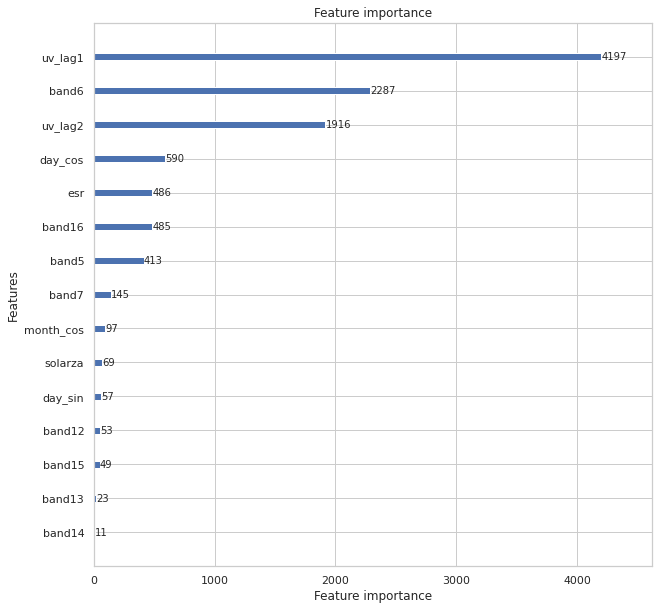 Feature importance
uv_lag1 4197
band6 2287
uv_lag2 1916
day_cos 590
esr 486
band16 485
band5 413
band7 145
month_cos 97
solarza 69
day_sin 57
band12 53
band15 49
band13 23
band14 11
Features
0 1000 2000 3000 4000
Feature importance